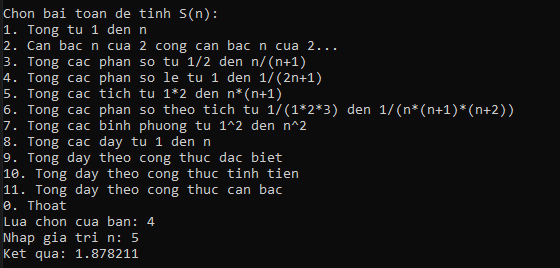 Chon bai toan de tinh S(n):
1. Tong tu 1 den n
2. Can bac n cua 2 cong can bac n cua 2...
3. Tong cac phan so tu 1/2 den n/(n+1)
4. Tong cac phan so le tu 1 den 1/(2n+1)
5. Tong cac tich tu 1*2 den n*(n+1)
6. Tong cac phan so theo tich tu 1/(1*2*3) den 1/(n*(n+1)*(n+2))
7. Tong cac binh phuong tu 1^2 den n^2
8. Tong cac day tu 1 den n
9. Tong day theo cong thuc dac biet
10. Tong day theo cong thuc tinh tien
11. Tong day theo cong thuc can bac
0. Thoat
Lua chon cua ban: 4
Nhap gia tri n: 5
Ket qua: 1.878211